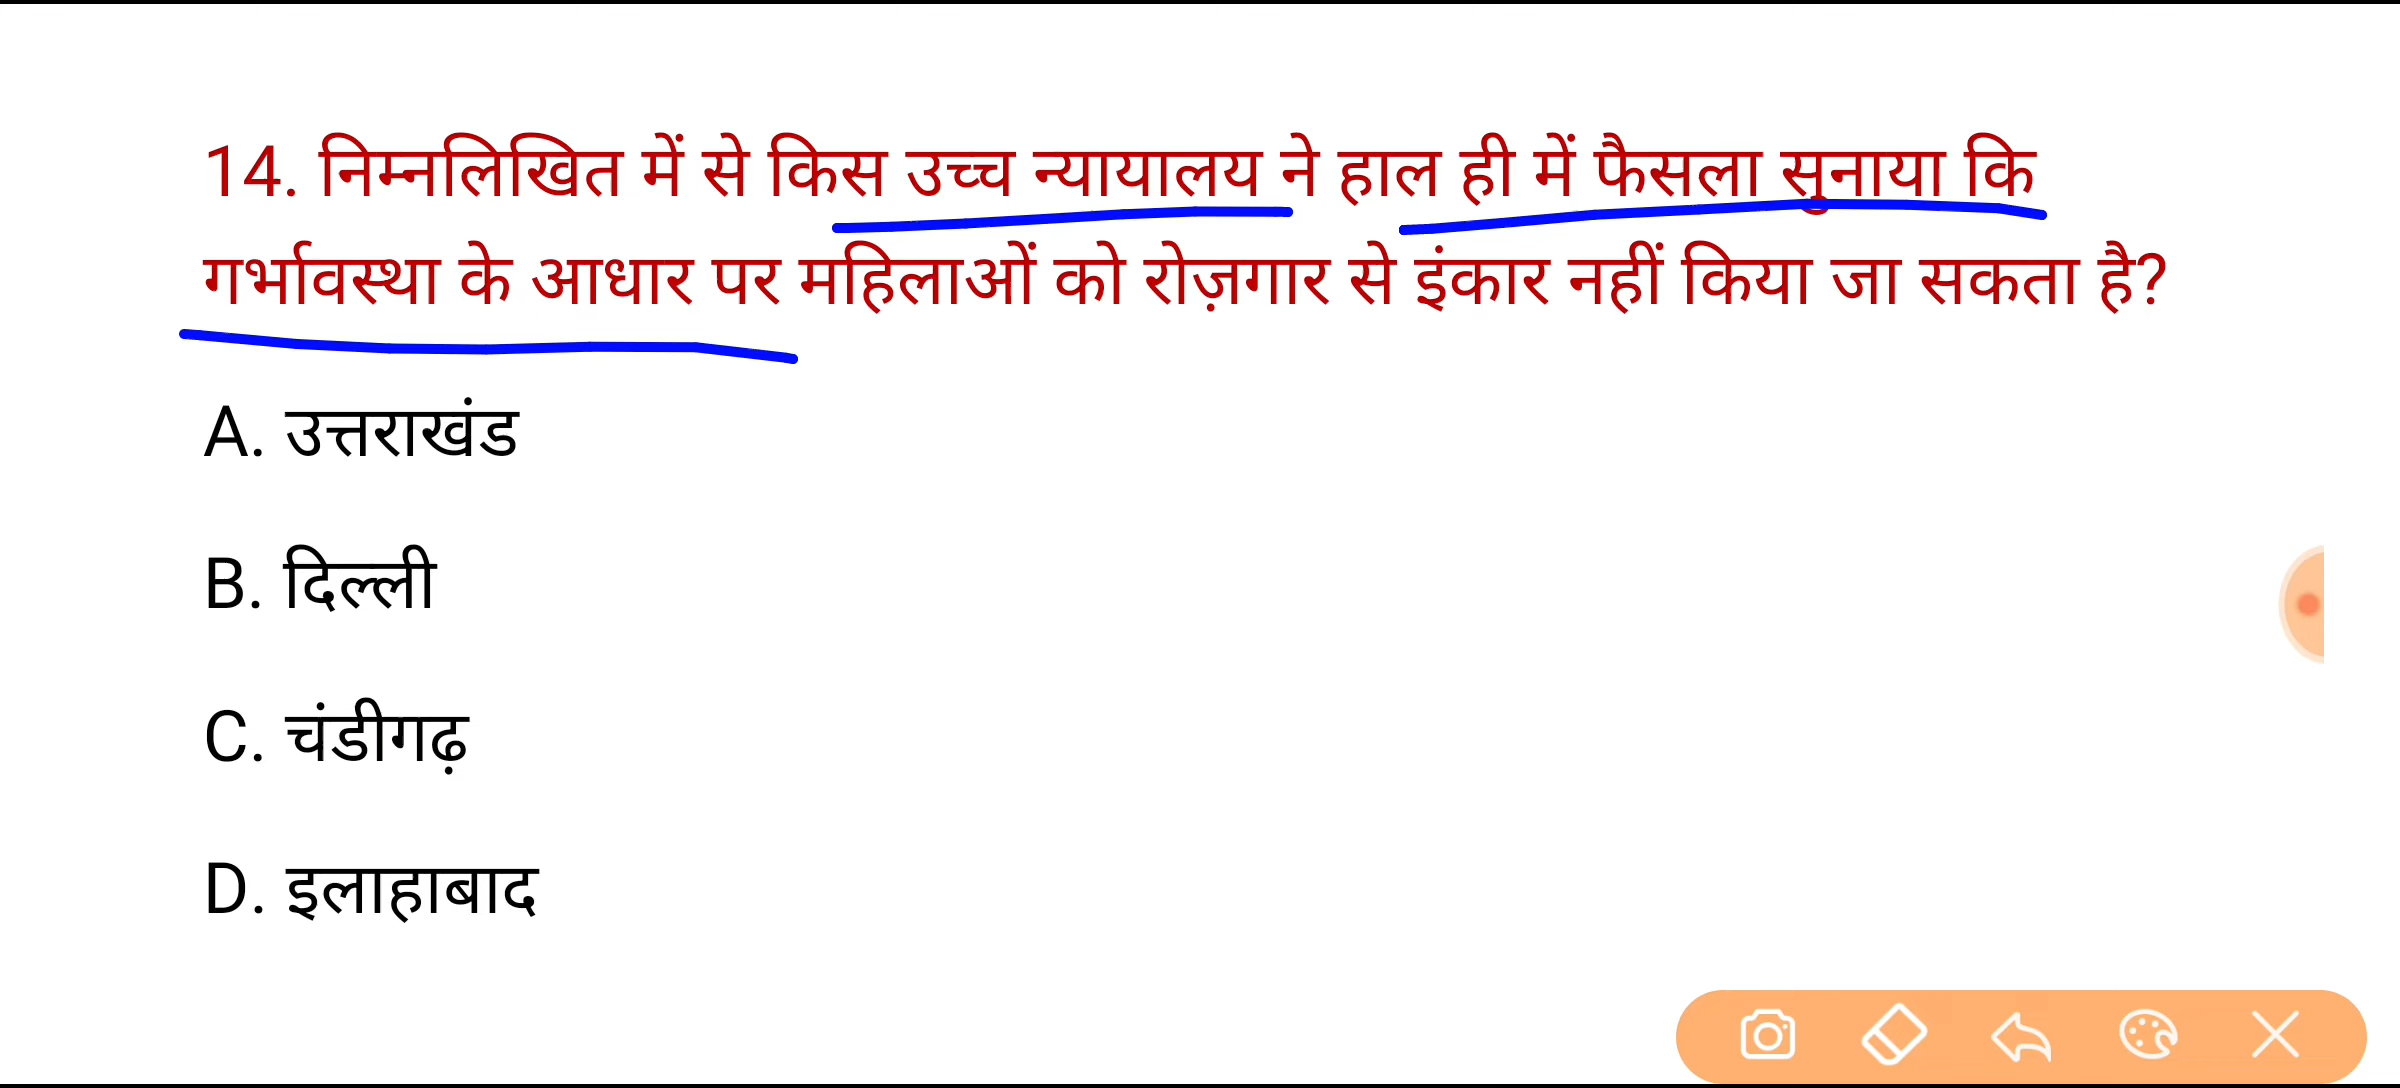 14. निम्नलिखित में से किस उच्च न्यायालय ने हाल ही में फैसला सुनाया कि
गर्भावस्था के आधार पर महिलाओं को रोज़गार से इंकार नहीं किया जा सकता है?
A. उत्तराखंड
B. दिल्ली
C. चंडीगढ़
D. इलाहाबाद